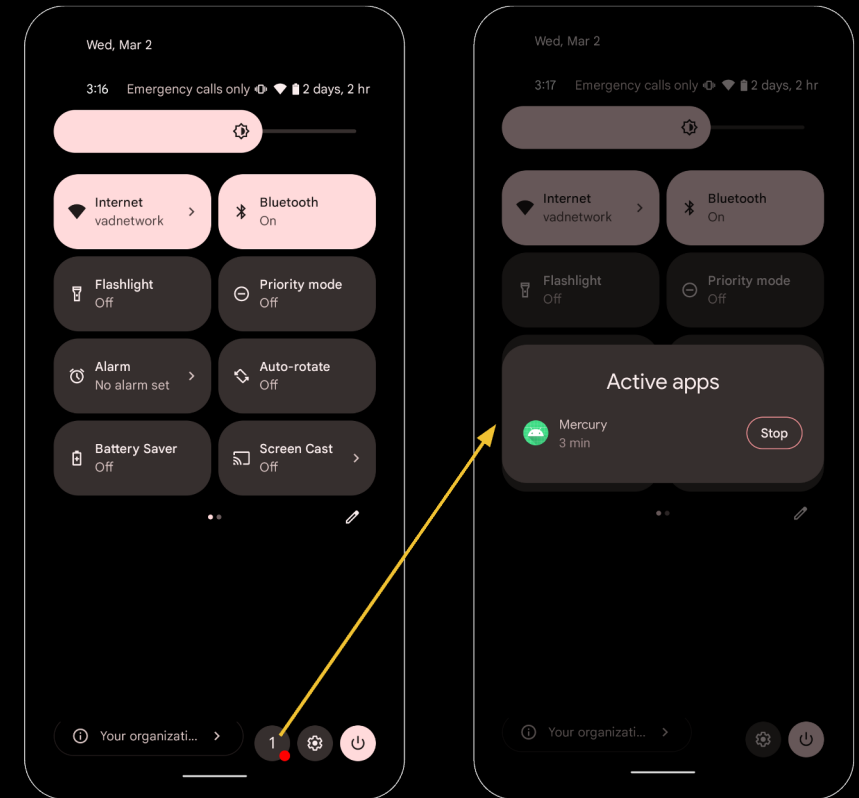 Wed, Mar 2
3:16 Emergency calls only 2 days, 2 hr
Internet
vadnetwork
Bluetooth
On
Flashlight
Off
Priority mode
Off
Alarm
No alarm set
Auto-rotate
Off
Battery Saver
Off
Screen Cast
Off
Your organizati...
1
Wed, Mar 2
3:17 Emergency calls only 2 days, 2 hr
Internet
vadnetwork
Bluetooth
On
Flashlight
Off
Priority mode
Off
Active apps
Mercury
3 min
Stop
Your organizati...